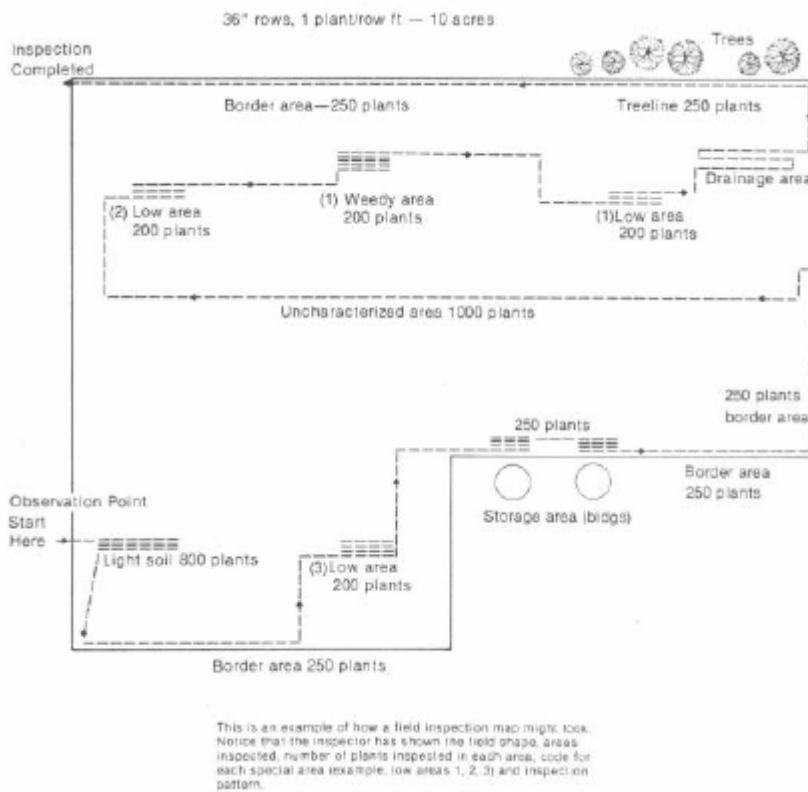 36" rows, 1 plant/row ft — 10 acres
Inspection
Completed
Trees
Border area—250 plants
Treeline 250 plants
Drainage area
(2) Low area
200 plants
(1) Weedy area
200 plants
(1)Low area
200 plants
Uncharacterized area 1000 plants
250 plants
border area
250 plants
Border area
250 plants
Storage area (bldgs)
Observation Point
Start
Here
Light soil 800 plants
(3)Low area
200 plants
Border area 250 plants
This is an example of how a field inspection map might look.
Notice that the inspector has shown the field shape, areas
inspected, number of plants inspected in each area, code for
each special area (example, low areas 1, 2, 3) and inspection
pattern.